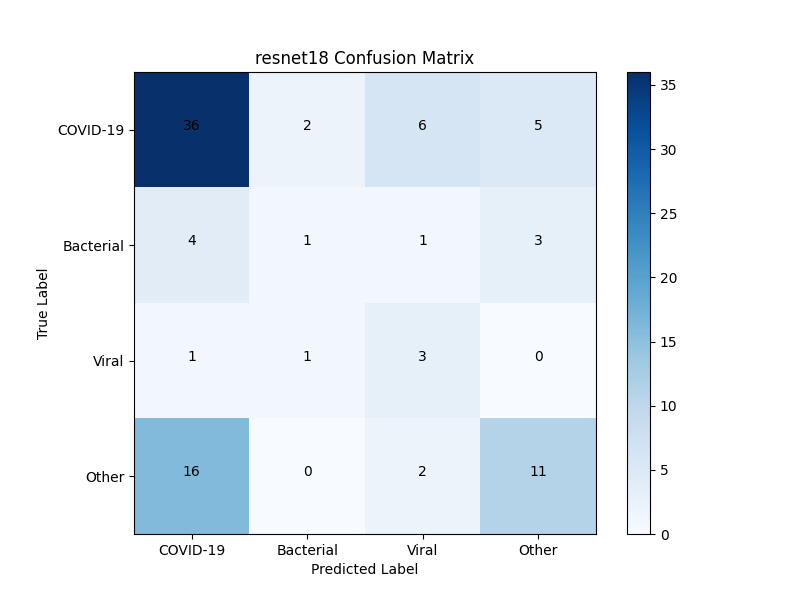 resnet18 Confusion Matrix
COVID-19 36 2 6 5
Bacterial 4 1 1 3
Viral 1 1 3 0
Other 16 0 2 11
COVID-19 Bacterial Viral Other
Predicted Label
True Label
35
30
25
20
15
10
5
0